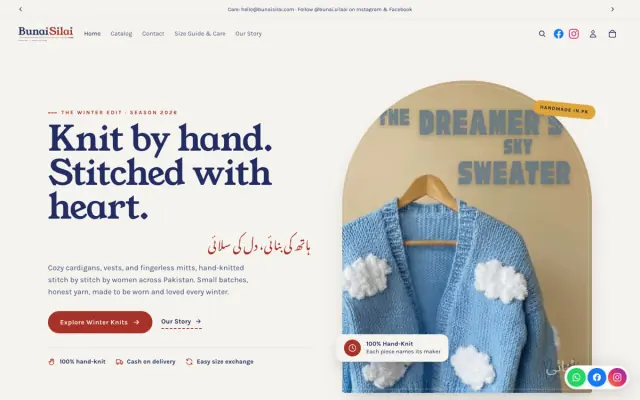 Care: hello@bunaisilai.com · Follow @bunai.silaai on Instagram & Facebook
BunaiSilai
Home
Catalog
Contact
Size Guide & Care
Our Story
THE WINTER EDIT · SEASON 2026
Knit by hand.
Stitched with
heart.
ہاتھ کی بنائی، دل کی سلائی
Cozy cardigans, vests, and fingerless mitts, hand-knitted
stitch by stitch by women across Pakistan. Small batches,
honest yarn, made to be worn and loved every winter.
Explore Winter Knits →
Our Story →
100% hand-knit
Cash on delivery
Easy size exchange
HANDMADE IN PK
THE DREAMER'S
SKY
SWEATER
100% Hand-Knit
Each piece names its maker